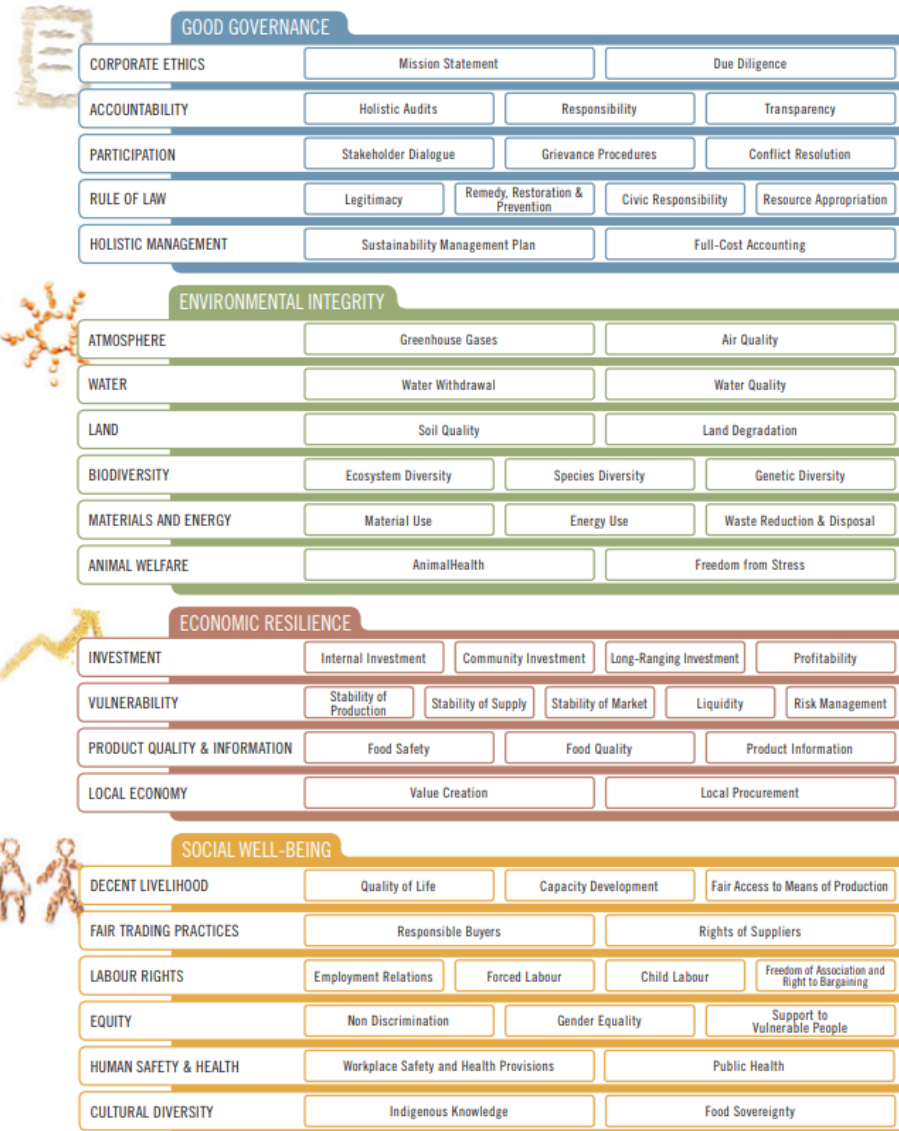 GOOD GOVERNANCE
CORPORATE ETHICS Mission Statement Due Diligence
ACCOUNTABILITY Holistic Audits Responsibility Transparency
PARTICIPATION Stakeholder Dialogue Grievance Procedures Conflict Resolution
RULE OF LAW Legitimacy Remedy, Restoration & Prevention Civic Responsibility Resource Appropriation
HOLISTIC MANAGEMENT Sustainability Management Plan Full-Cost Accounting
ENVIRONMENTAL INTEGRITY
ATMOSPHERE Greenhouse Gases Air Quality
WATER Water Withdrawal Water Quality
LAND Soil Quality Land Degradation
BIODIVERSITY Ecosystem Diversity Species Diversity Genetic Diversity
MATERIALS AND ENERGY Material Use Energy Use Waste Reduction & Disposal
ANIMAL WELFARE AnimalHealth Freedom from Stress
ECONOMIC RESILIENCE
INVESTMENT Internal Investment Community Investment Long-Ranging Investment Profitability
VULNERABILITY Stability of Production Stability of Supply Stability of Market Liquidity Risk Management
PRODUCT QUALITY & INFORMATION Food Safety Food Quality Product Information
LOCAL ECONOMY Value Creation Local Procurement
SOCIAL WELL-BEING
DECENT LIVELIHOOD Quality of Life Capacity Development Fair Access to Means of Production
FAIR TRADING PRACTICES Responsible Buyers Rights of Suppliers
LABOUR RIGHTS Employment Relations Forced Labour Child Labour Freedom of Association and Right to Bargaining
EQUITY Non Discrimination Gender Equality Support to Vulnerable People
HUMAN SAFETY & HEALTH Workplace Safety and Health Provisions Public Health
CULTURAL DIVERSITY Indigenous Knowledge Food Sovereignty